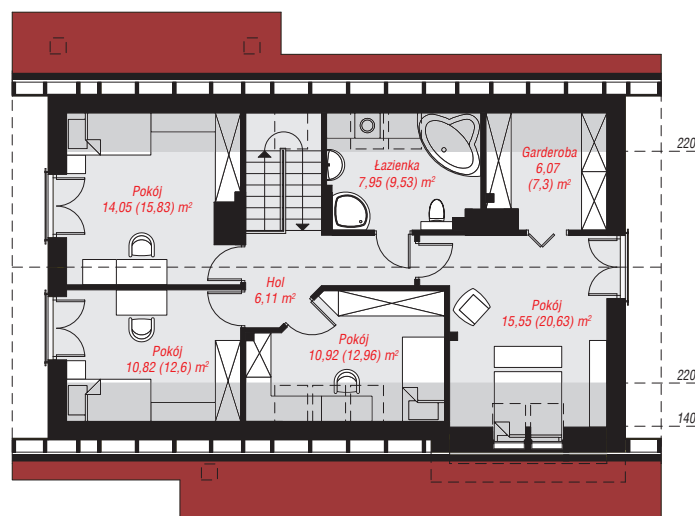 220
Łazienka
7,95 (9,53) m²
Garderoba
6,07
(7,3) m²
Pokój
14,05 (15,83) m²
Hol
6,11 m²
Pokój
15,55 (20,63) m²
Pokój
10,82 (12,6) m²
Pokój
10,92 (12,96) m²
220
140